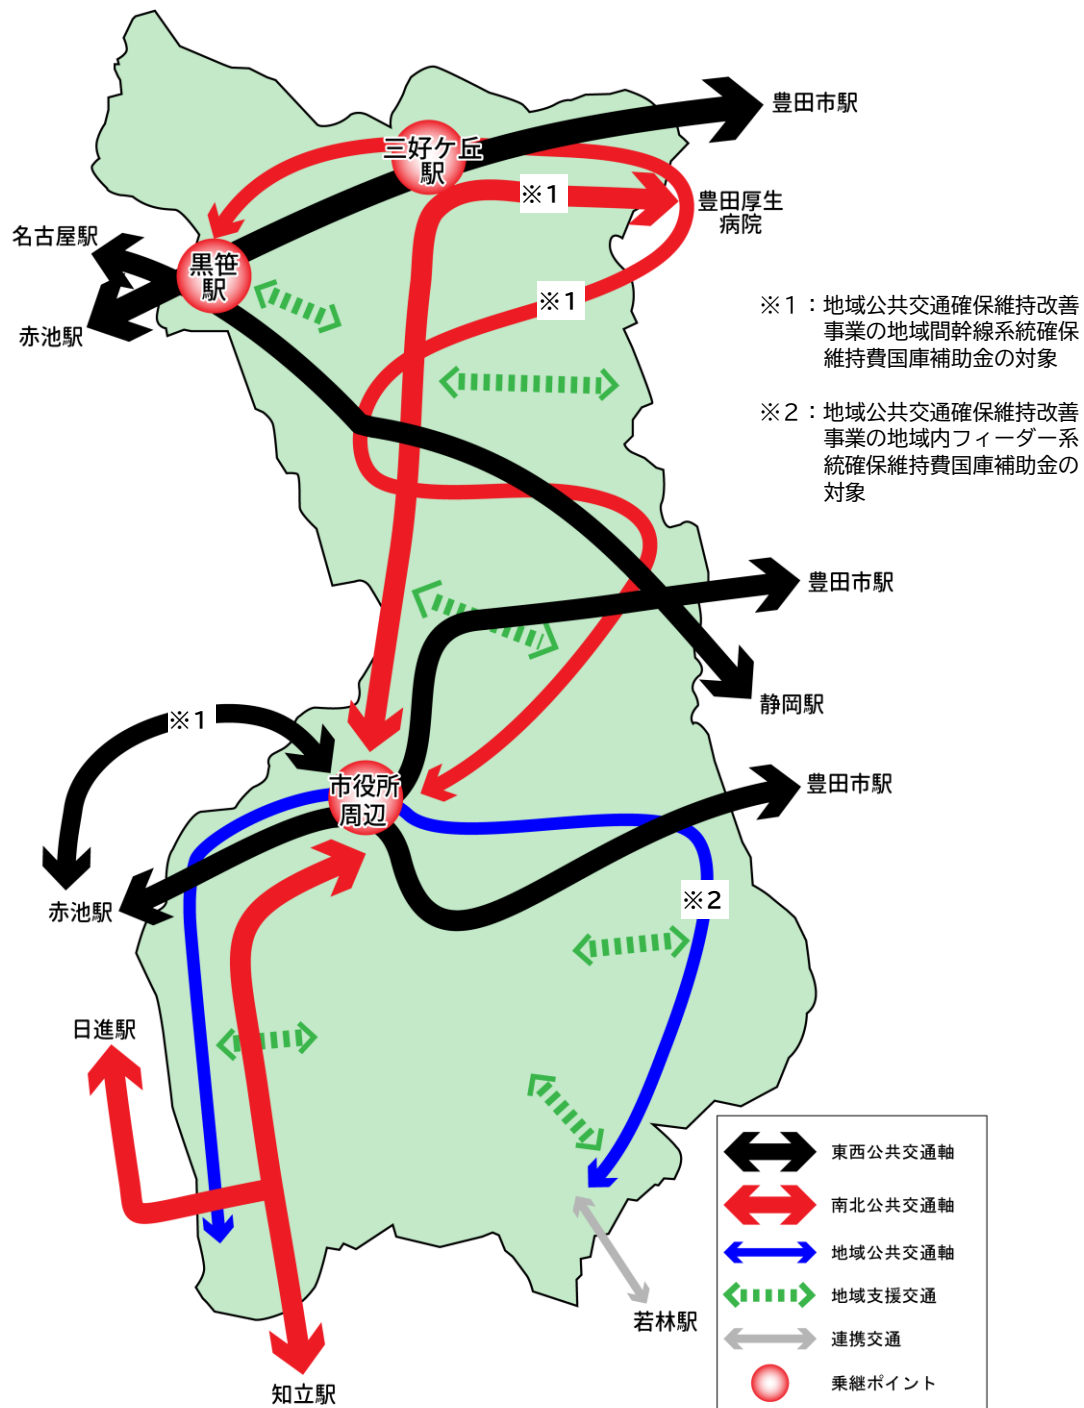 豊田市駅
三好ケ丘
駅
※1
豊田厚生
病院
名古屋駅
黒笹
駅
赤池駅
※1
※1：地域公共交通確保維持改善
事業の地域間幹線系統確保
維持費国庫補助金の対象
※2：地域公共交通確保維持改善
事業の地域内フィーダー系
統確保維持費国庫補助金の
対象
豊田市駅
静岡駅
※1
市役所
周辺
豊田市駅
赤池駅
※2
日進駅
若林駅
知立駅
東西公共交通軸
南北公共交通軸
地域公共交通軸
地域支援交通
連携交通
乗継ポイント